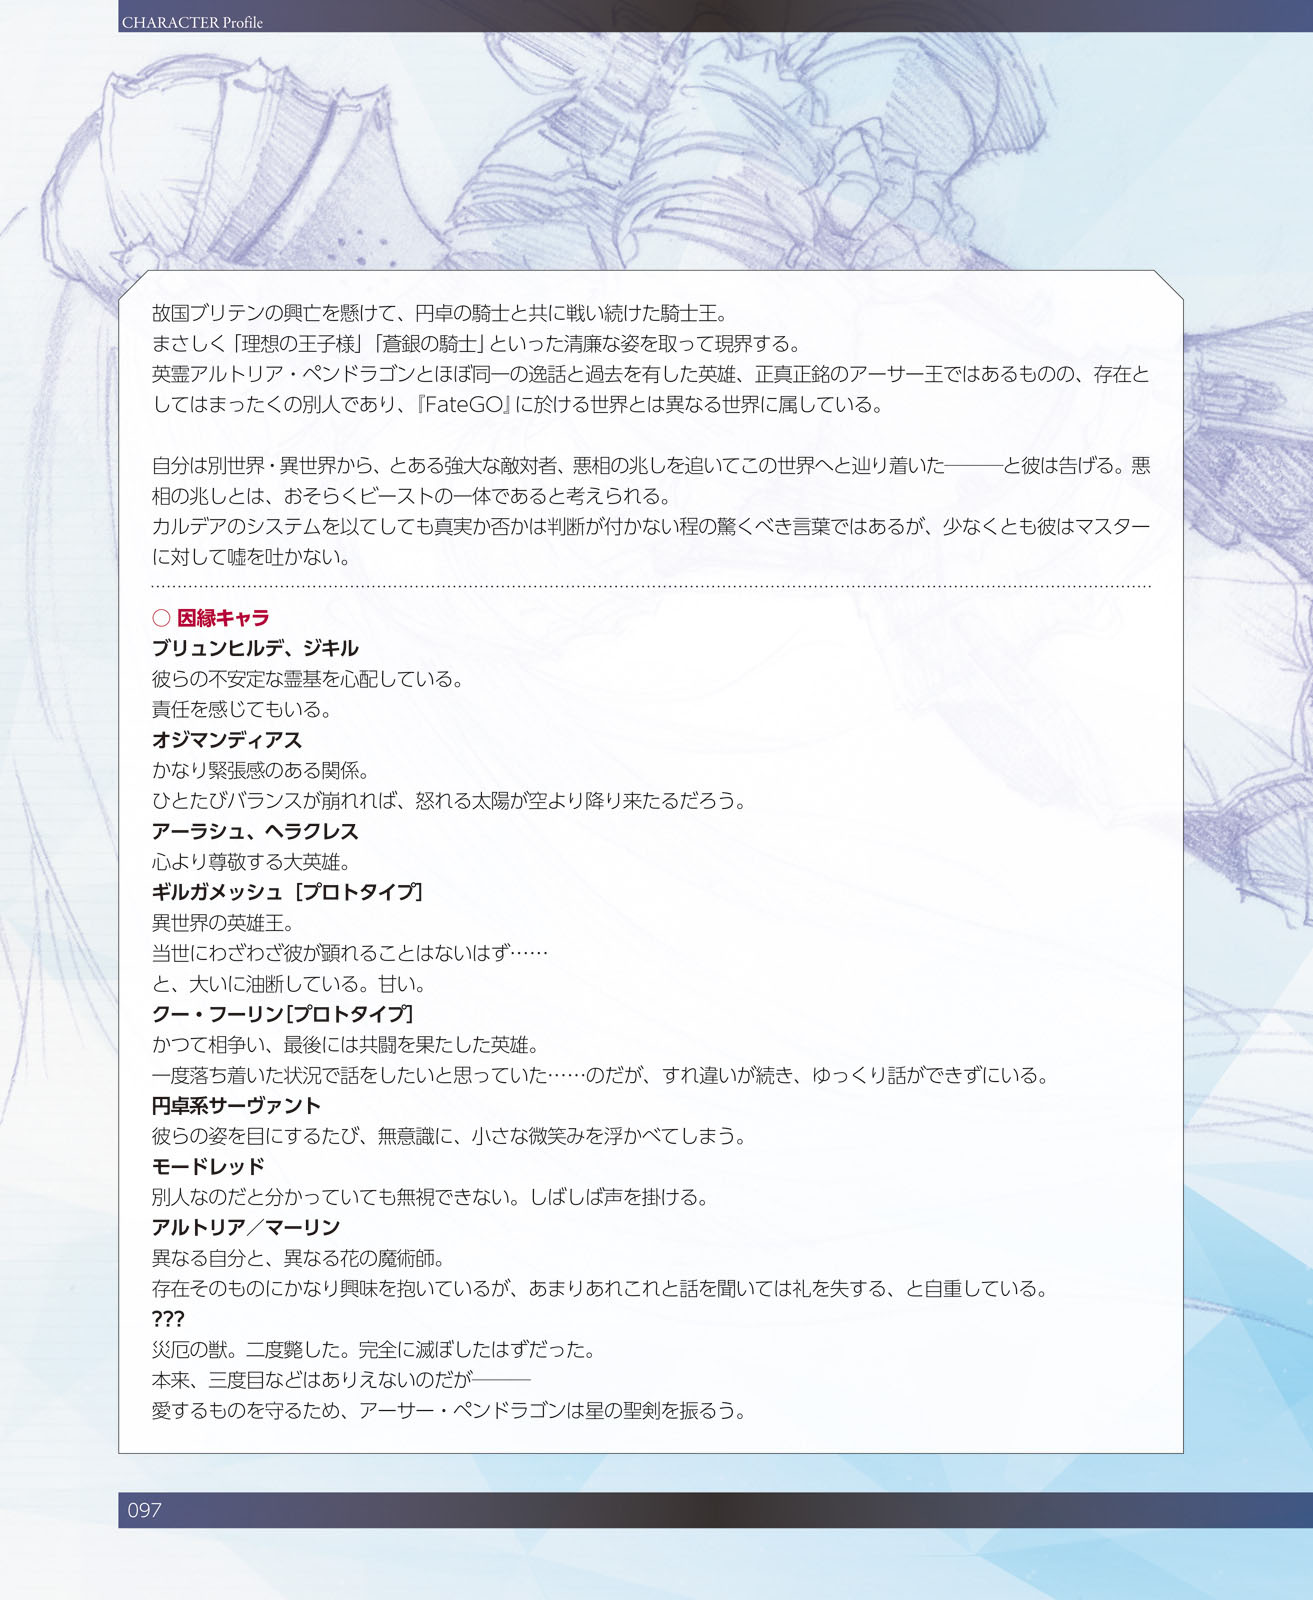 CHARACTER Profile
故国ブリテンの興亡を懸けて、円卓の騎士と共に戦い続けた騎士王。
まさしく「理想の王子様」「蒼銀の騎士」といった清廉な姿を取って現界する。
英霊アルトリア・ペンドラゴンとほぼ同一の逸話と過去を有した英雄、正真正銘のアーサー王ではあるものの、存在と
してはまったくの別人であり、『FateGO』に於ける世界とは異なる世界に属している。
自分は別世界・異世界から、とある強大な敵対者、悪相の兆しを追いてこの世界へと辿り着いた───と彼は告げる。悪
相の兆しとは、おそらくビーストの一体であると考えられる。
カルデアのシステムを以てしても真実か否かは判断が付かない程の驚くべき言葉ではあるが、少なくとも彼はマスター
に対して嘘を吐かない。
○ 因縁キャラ
ブリュンヒルデ、ジキル
彼らの不安定な霊基を心配している。
責任を感じてもいる。
オジマンディアス
かなり緊張感のある関係。
ひとたびバランスが崩れれば、怒れる太陽が空より降り来たるだろう。
アーラシュ、ヘラクレス
心より尊敬する大英雄。
ギルガメッシュ［プロトタイプ］
異世界の英雄王。
当世にわざわざ彼が顕れることはないはず……
と、大いに油断している。甘い。
クー・フーリン［プロトタイプ］
かつて相争い、最後には共闘を果たした英雄。
一度落ち着いた状況で話をしたいと思っていた……のだが、すれ違いが続き、ゆっくり話ができずにいる。
円卓系サーヴァント
彼らの姿を目にするたび、無意識に、小さな微笑みを浮かべてしまう。
モードレッド
別人なのだと分かっていても無視できない。しばしば声を掛ける。
アルトリア／マーリン
異なる自分と、異なる花の魔術師。
存在そのものにかなり興味を抱いているが、あまりあれこれと話を聞いては礼を失する、と自重している。
???
災厄の獣。二度斃した。完全に滅ぼしたはずだった。
本来、三度目などはありえないのだが───
愛するものを守るため、アーサー・ペンドラゴンは星の聖剣を振るう。
097